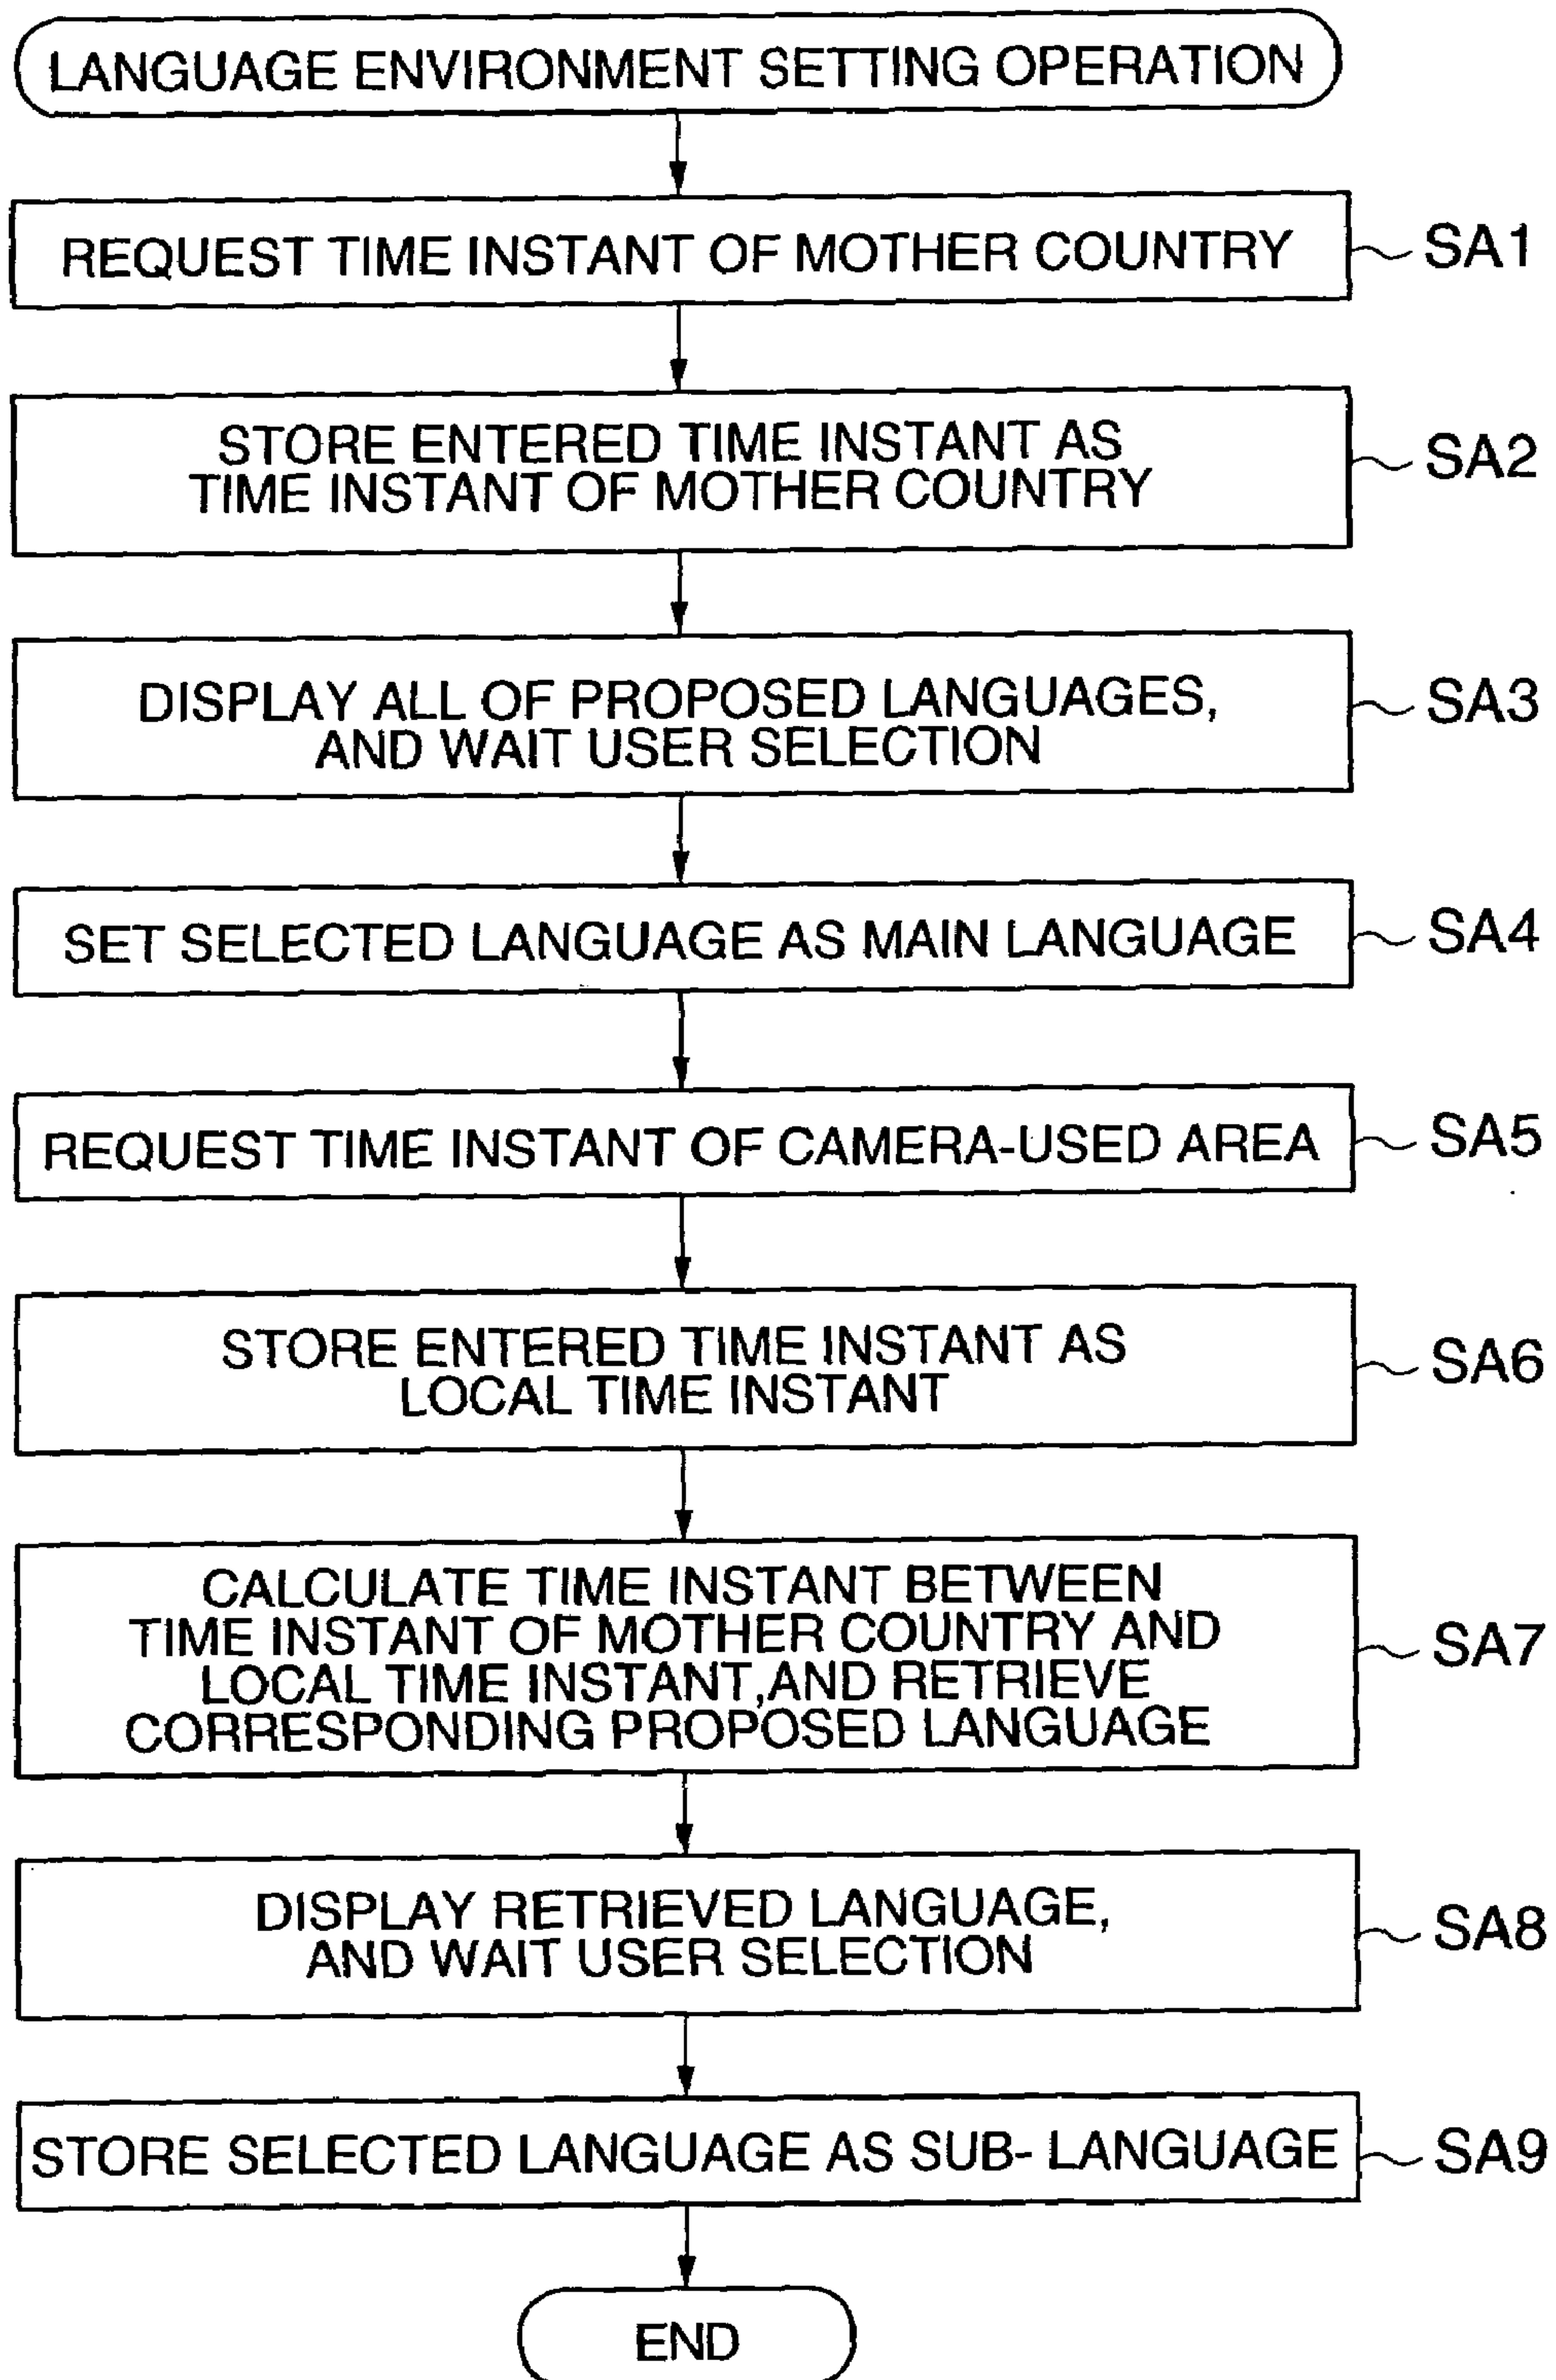 LANGUAGE ENVIRONMENT SETTING OPERATION
REQUEST TIME INSTANT OF MOTHER COUNTRY
SA1
STORE ENTERED TIME INSTANT AS
TIME INSTANT OF MOTHER COUNTRY
SA2
DISPLAY ALL OF PROPOSED LANGUAGES,
AND WAIT USER SELECTION
SA3
SET SELECTED LANGUAGE AS MAIN LANGUAGE
SA4
REQUEST TIME INSTANT OF CAMERA-USED AREA
SA5
STORE ENTERED TIME INSTANT AS
LOCAL TIME INSTANT
SA6
CALCULATE TIME INSTANT BETWEEN
TIME INSTANT OF MOTHER COUNTRY AND
LOCAL TIME INSTANT,AND RETRIEVE
CORRESPONDING PROPOSED LANGUAGE
SA7
DISPLAY RETRIEVED LANGUAGE,
AND WAIT USER SELECTION
SA8
STORE SELECTED LANGUAGE AS SUB- LANGUAGE
SA9
END